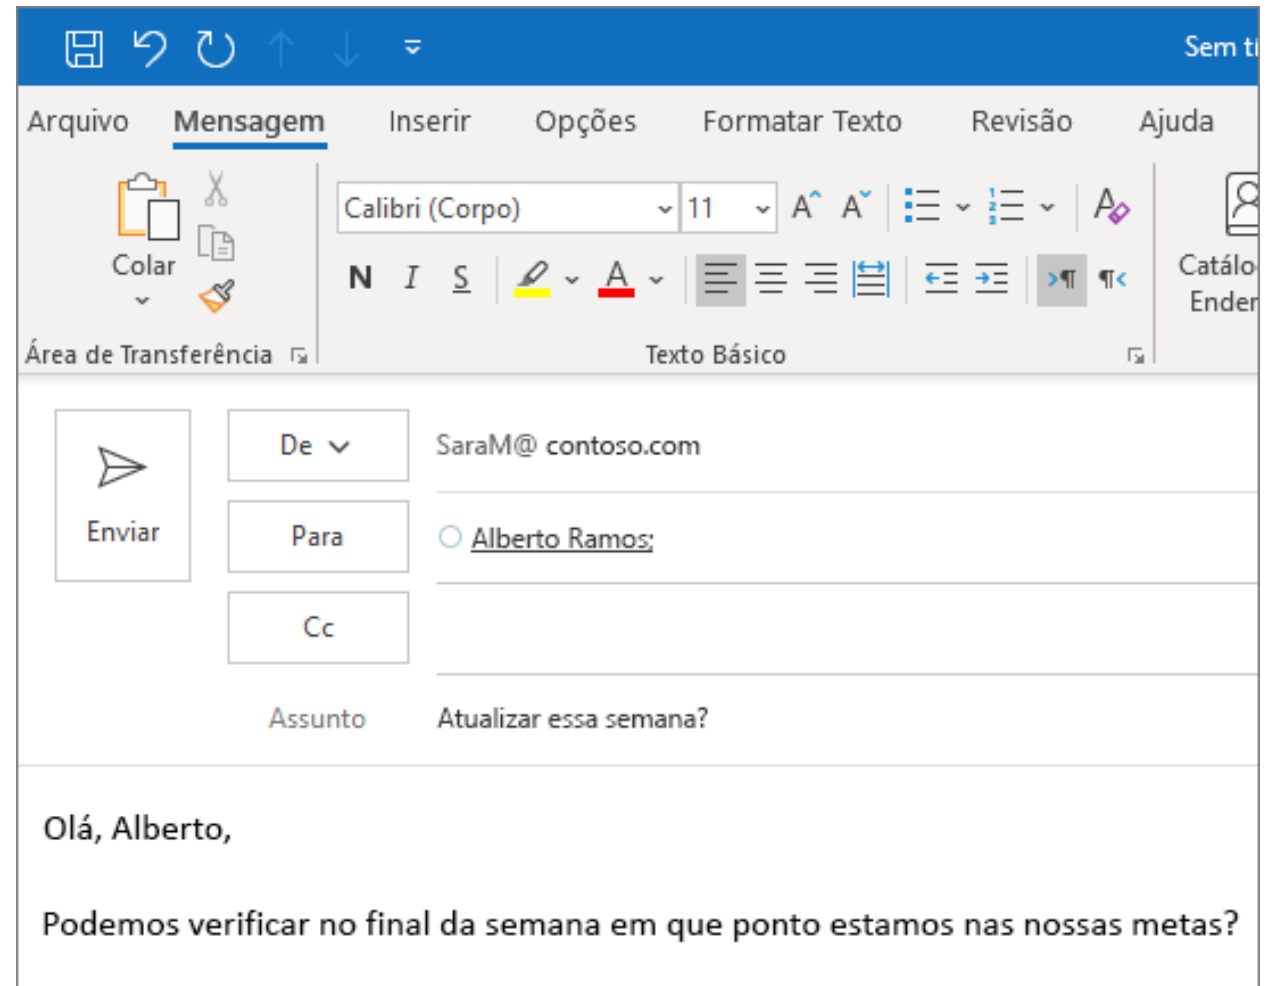 Sem tí
Arquivo Mensagem Inserir Opções Formatar Texto Revisão Ajuda
Colar
Calibri (Corpo) 11
N I S
Catálo
Ender
Área de Transferência Texto Básico
Enviar
De SaraM@ contoso.com
Para Alberto Ramos;
Cc
Assunto Atualizar essa semana?
Olá, Alberto,
Podemos verificar no final da semana em que ponto estamos nas nossas metas?